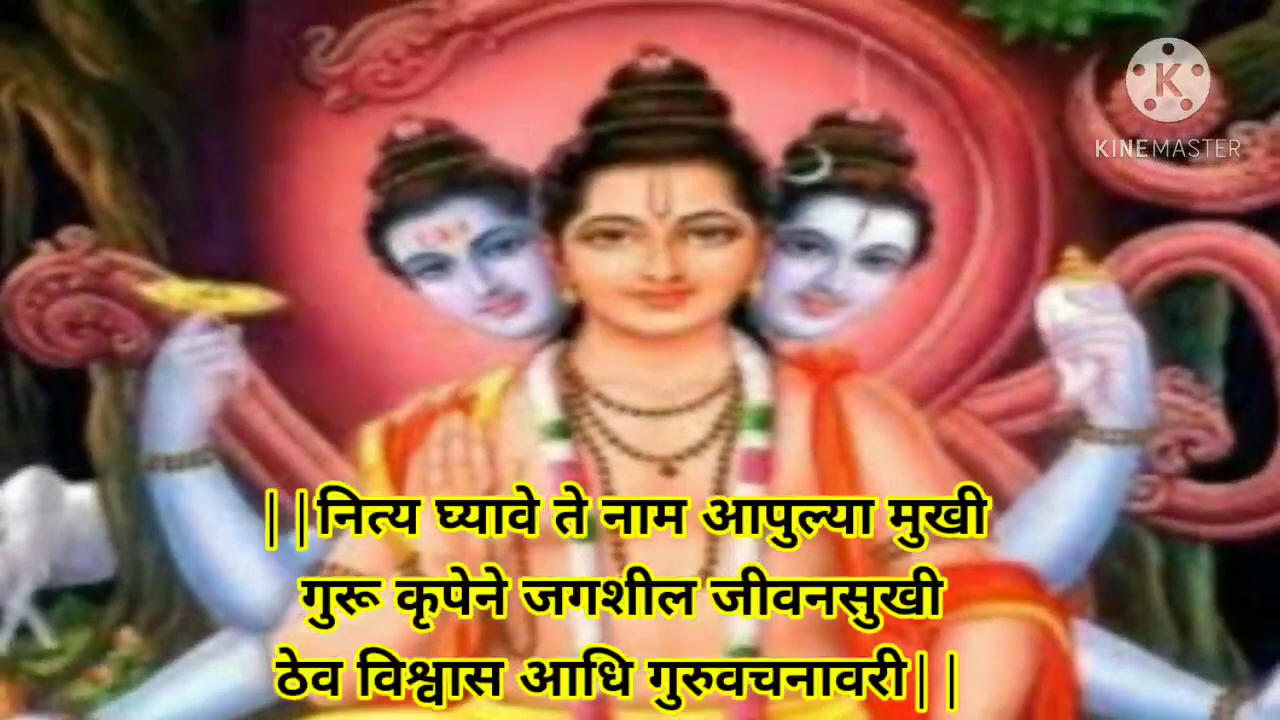 K
KINEMASTER
||नित्य घ्यावे ते नाम आपुल्या मुखी
गुरू कृपेने जगशील जीवनसुखी
ठेव विश्वास आधि गुरुवचनावरी||